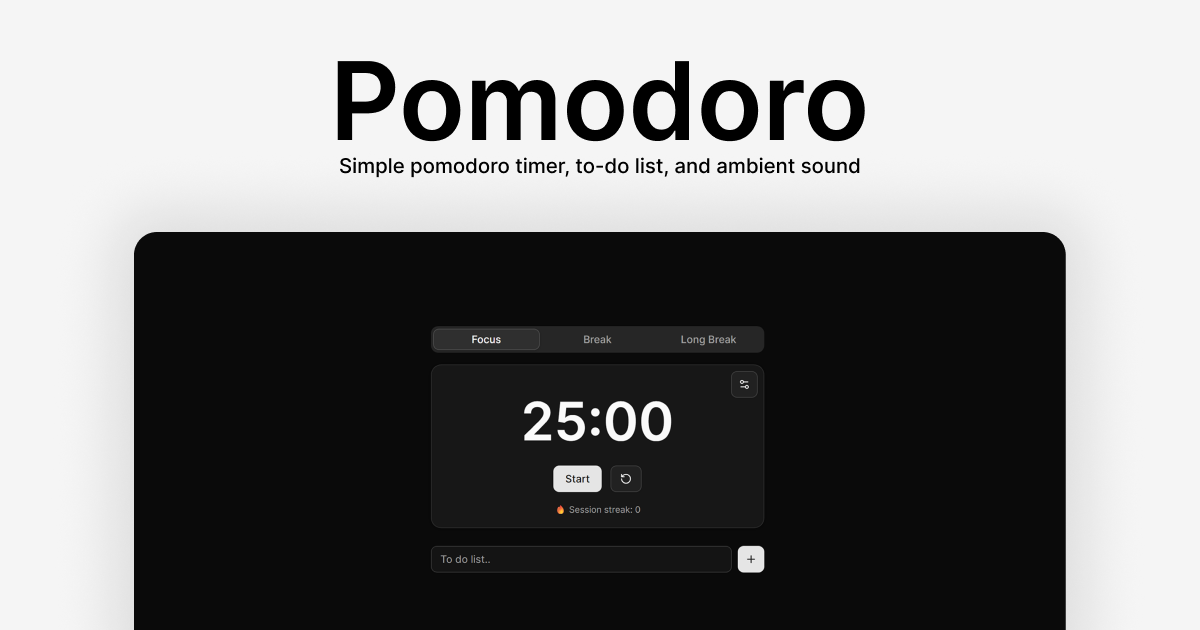 Pomodoro
Simple pomodoro timer, to-do list, and ambient sound
Focus Break Long Break
25:00
Start
🔥 Session streak: 0
To do list.. +